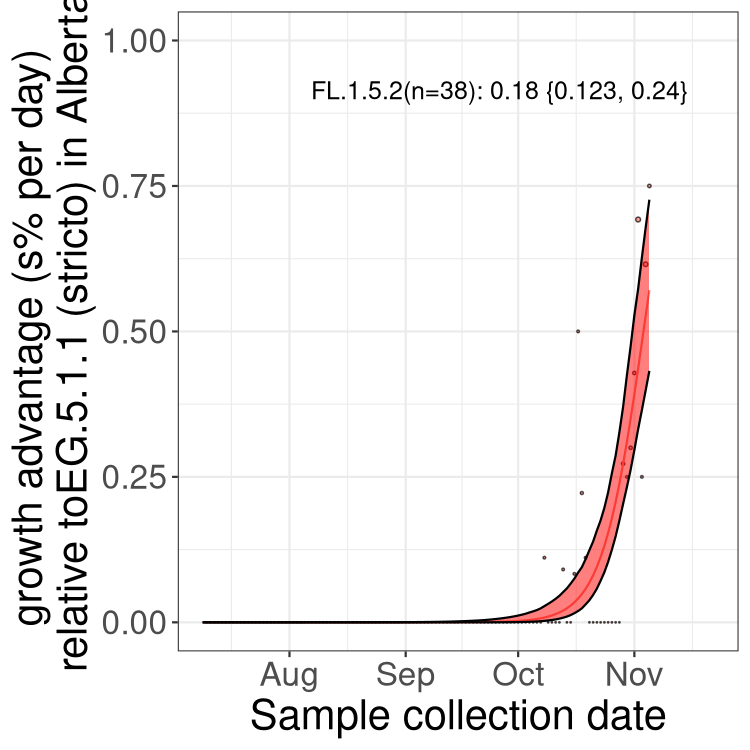 growth advantage (s% per day)
relative toEG.5.1.1 (stricto) in Alberta
1.00
0.75
0.50
0.25
0.00
FL.1.5.2(n=38): 0.18 {0.123, 0.24}
Aug Sep Oct Nov
Sample collection date